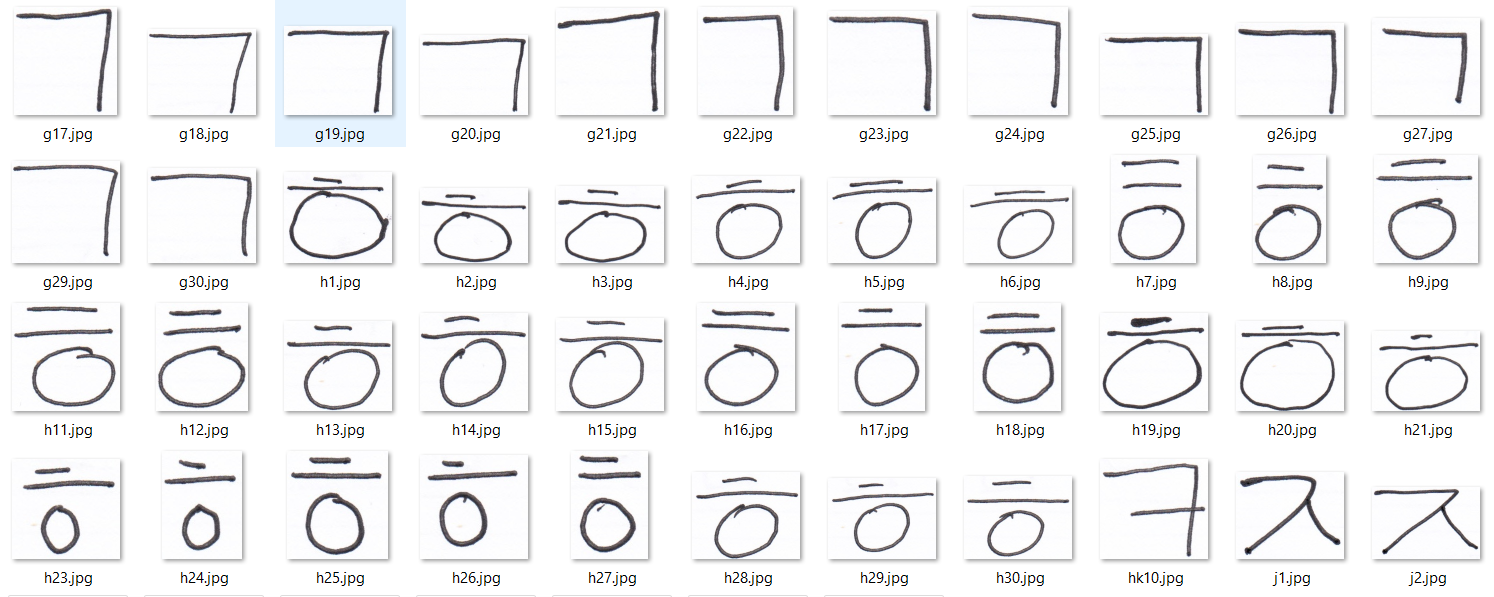 ㄱ ㄱ ㄱ ㄱ ㄱ ㄱ ㄱ ㄱ ㄱ ㄱ ㄱ
g17.jpg g18.jpg g19.jpg g20.jpg g21.jpg g22.jpg g23.jpg g24.jpg g25.jpg g26.jpg g27.jpg
ㄱ ㄱ ㅎ ㅎ ㅎ ㅎ ㅎ ㅎ ㅎ ㅎ ㅎ
g29.jpg g30.jpg h1.jpg h2.jpg h3.jpg h4.jpg h5.jpg h6.jpg h7.jpg h8.jpg h9.jpg
ㅎ ㅎ ㅎ ㅎ ㅎ ㅎ ㅎ ㅎ ㅎ ㅎ ㅎ
h11.jpg h12.jpg h13.jpg h14.jpg h15.jpg h16.jpg h17.jpg h18.jpg h19.jpg h20.jpg h21.jpg
ㅎ ㅎ ㅎ ㅎ ㅎ ㅎ ㅎ ㅎ ㅋ ㅈ ㅈ
h23.jpg h24.jpg h25.jpg h26.jpg h27.jpg h28.jpg h29.jpg h30.jpg hk10.jpg j1.jpg j2.jpg